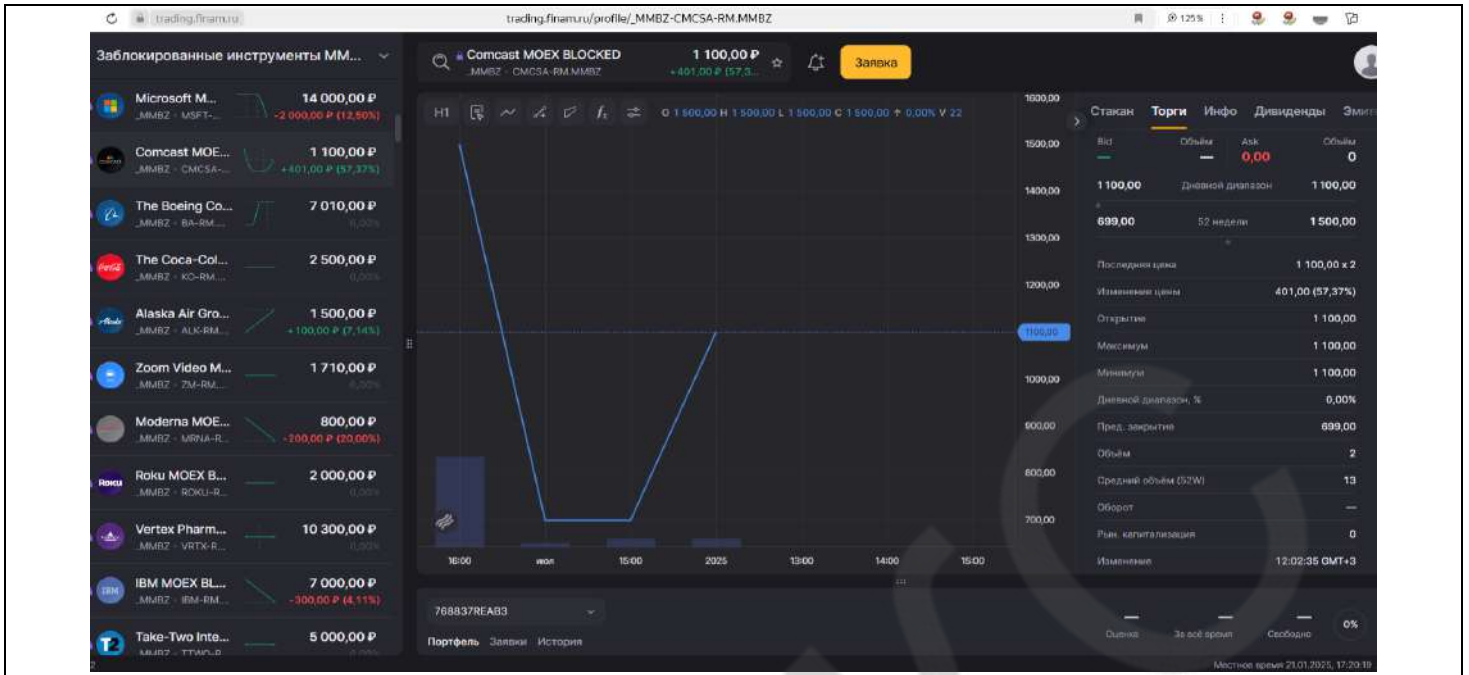 trading.finam.ru
trading.finam.ru/profile/_MMBZ-CMCSA-RM.MMBZ
125 %
Заблокированные инструменты ММ...
Microsoft M...
14 000,00 ₽
_MMBZ · MSFT-...
-2 000,00 ₽ (12,50%)
Comcast MOE...
1 100,00 ₽
_MMBZ · CMCSA-...
+401,00 ₽ (57,37%)
The Boeing Co...
7 010,00 ₽
_MMBZ · BA-RM....
0,00%
The Coca-Col...
2 500,00 ₽
_MMBZ · KO-RM....
0,00%
Alaska Air Gro...
1 500,00 ₽
_MMBZ · ALK-RM...
+100,00 ₽ (7,14%)
Zoom Video M...
1 710,00 ₽
_MMBZ · ZM-RM....
0,00%
Moderna MOE...
800,00 ₽
_MMBZ · MRNA-R...
-200,00 ₽ (20,00%)
Roku MOEX B...
2 000,00 ₽
_MMBZ · ROKU-R...
0,00%
Vertex Pharm...
10 300,00 ₽
_MMBZ · VRTX-R...
0,00%
IBM MOEX BL...
7 000,00 ₽
_MMBZ · IBM-RM...
-300,00 ₽ (4,11%)
Take-Two Inte...
5 000,00 ₽
_MMBZ · TTWO-R...
0,00%
Comcast MOEX BLOCKED
1 100,00 ₽
_MMBZ · CMCSA-RM.MMBZ
+401,00 ₽ (57,3...
Заявка
H1
O 1 500,00 H 1 500,00 L 1 500,00 C 1 500,00 0,00% V 22
1600,00
1500,00
1400,00
1300,00
1200,00
1100,00
1000,00
900,00
800,00
700,00
16:00 июл 15:00 2025 13:00 14:00 15:00
Стакан Торги Инфо Дивиденды Эмит
Bid Объём Ask Объём
— — 0,00 0
1 100,00 Дневной диапазон 1 100,00
699,00 52 недели 1 500,00
Последняя цена 1 100,00 x 2
Изменение цены 401,00 (57,37%)
Открытие 1 100,00
Максимум 1 100,00
Минимум 1 100,00
Дневной диапазон, % 0,00%
Пред. закрытие 699,00
Объём 2
Средний объём (52W) 13
Оборот —
Рын. капитализация 0
Изменения 12:02:35 GMT+3
768837REAB3
Портфель Заявки История
— — — 0%
Оценка За всё время Свободно
Местное время 21.01.2025, 17:20:19